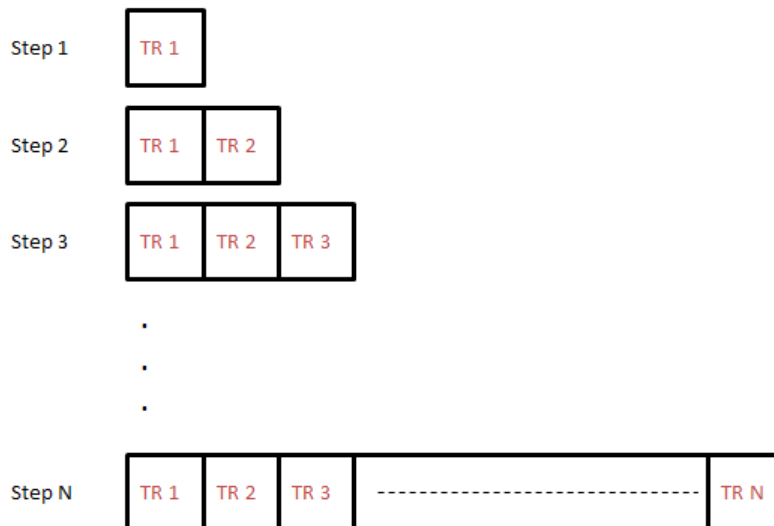 Step 1 TR 1
Step 2 TR 1 TR 2
Step 3 TR 1 TR 2 TR 3
.
.
.
Step N TR 1 TR 2 TR 3 TR N